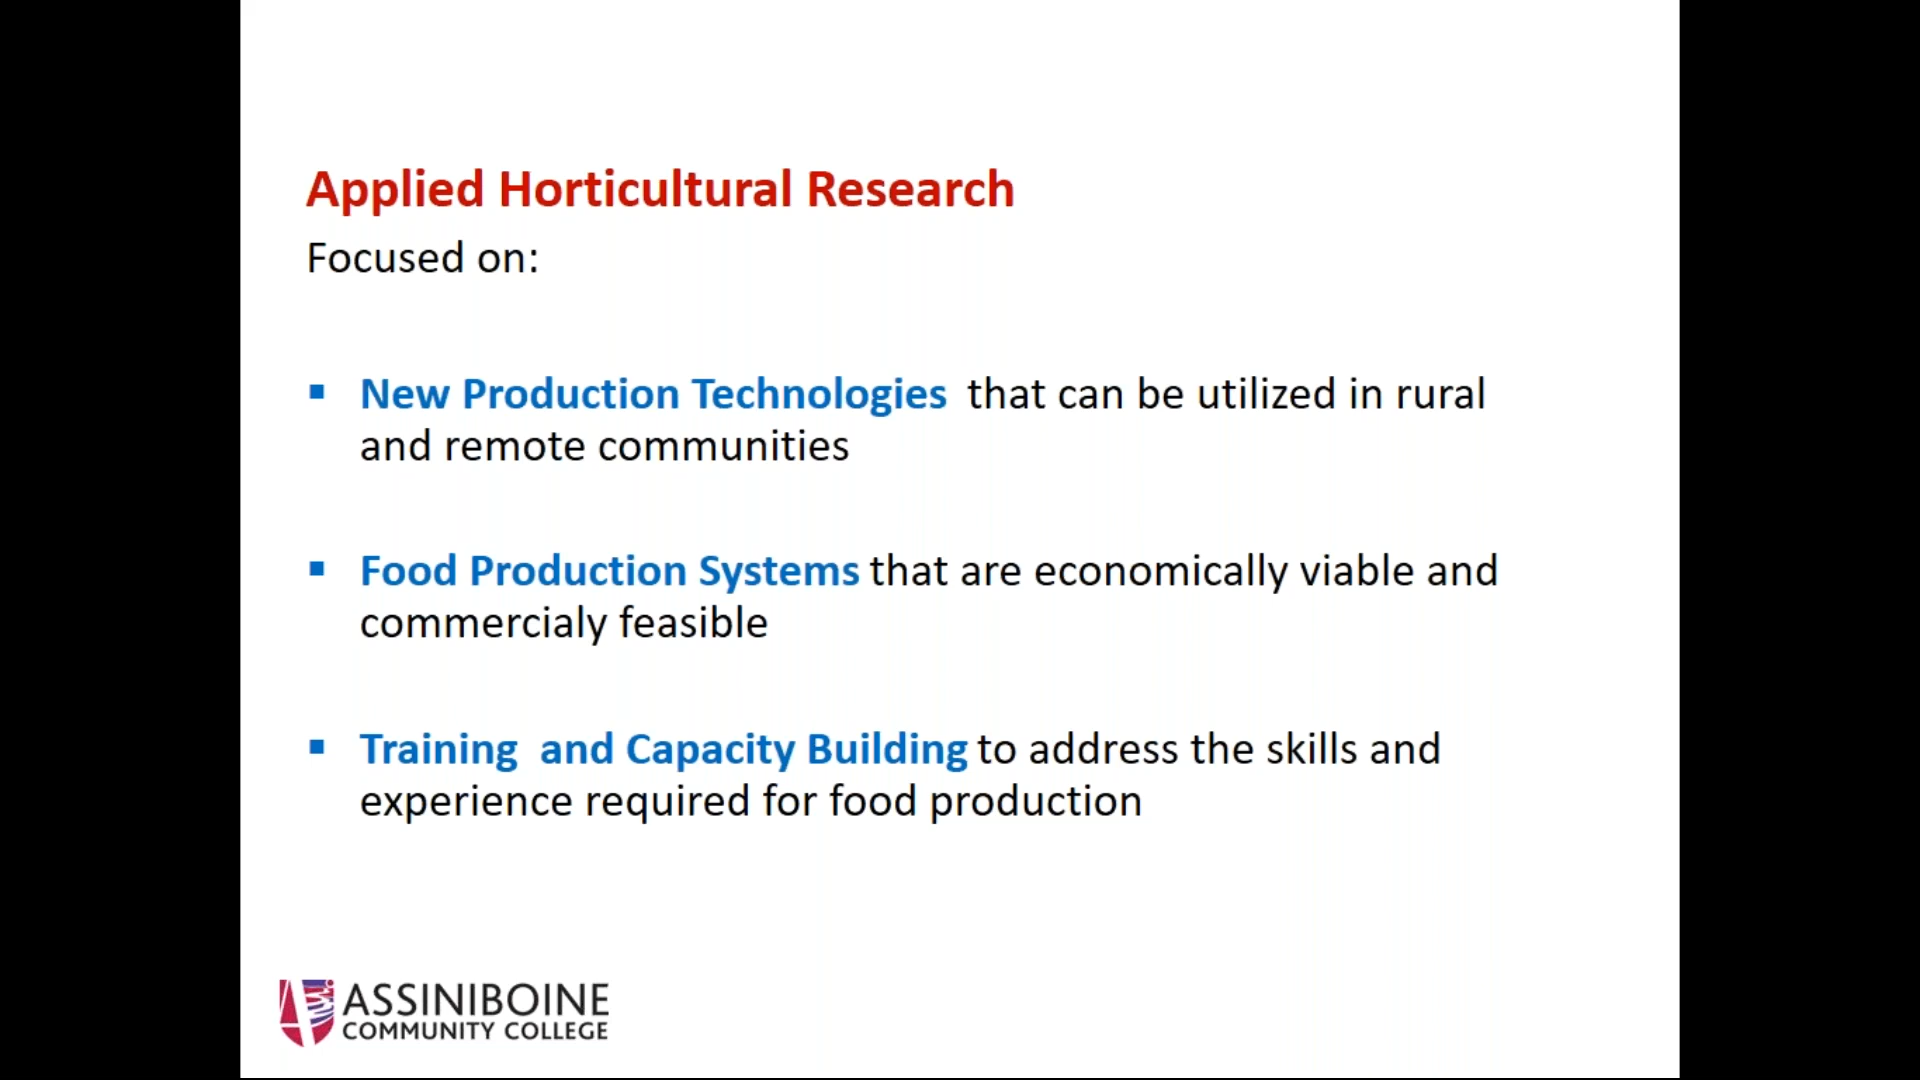 Applied Horticultural Research
Focused on:
▪ New Production Technologies that can be utilized in rural
and remote communities
▪ Food Production Systems that are economically viable and
commercialy feasible
▪ Training and Capacity Building to address the skills and
experience required for food production
ASSINIBOINE
COMMUNITY COLLEGE